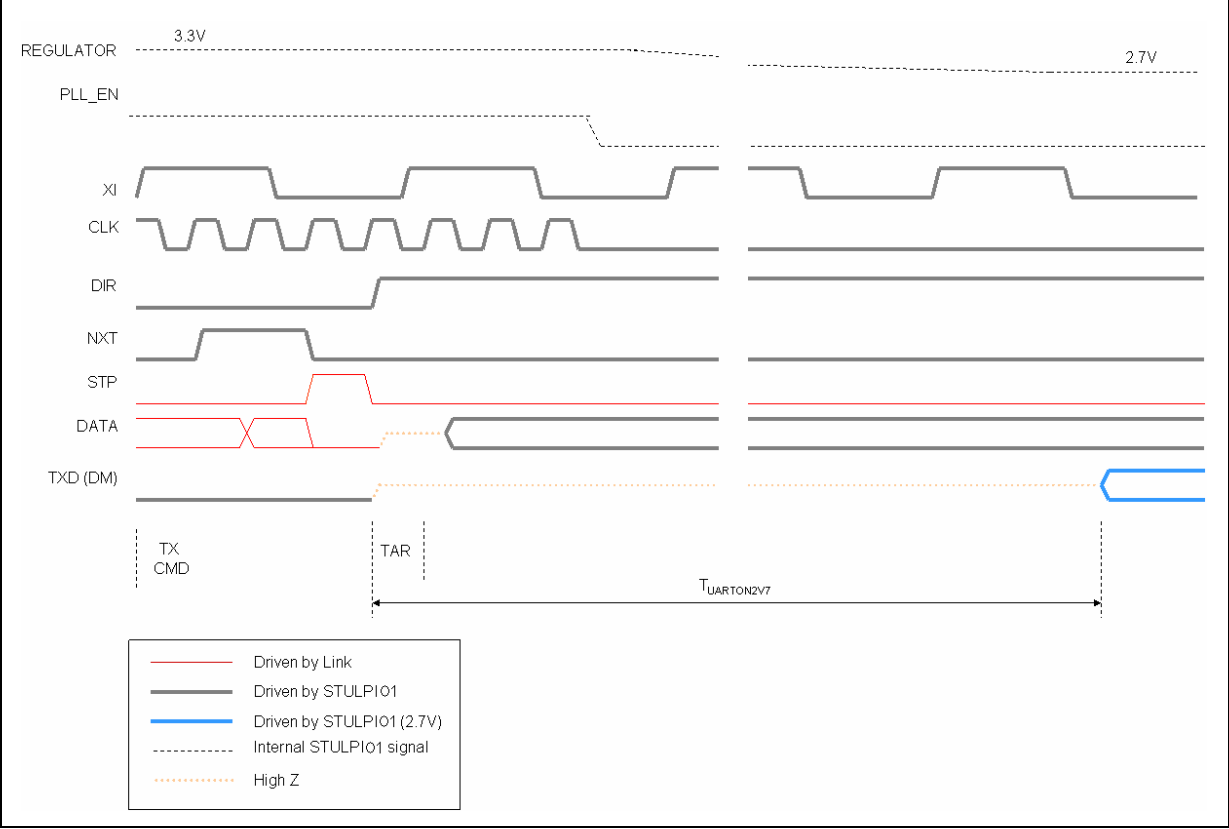 3.3V
REGULATOR
2.7V
PLL_EN
XI
CLK
DIR
NXT
STP
DATA
TXD (DM)
TX
CMD
TAR
TUARTON2V7
Driven by Link
Driven by STULPI01
Driven by STULPI01 (2.7V)
Internal STULPI01 signal
High Z